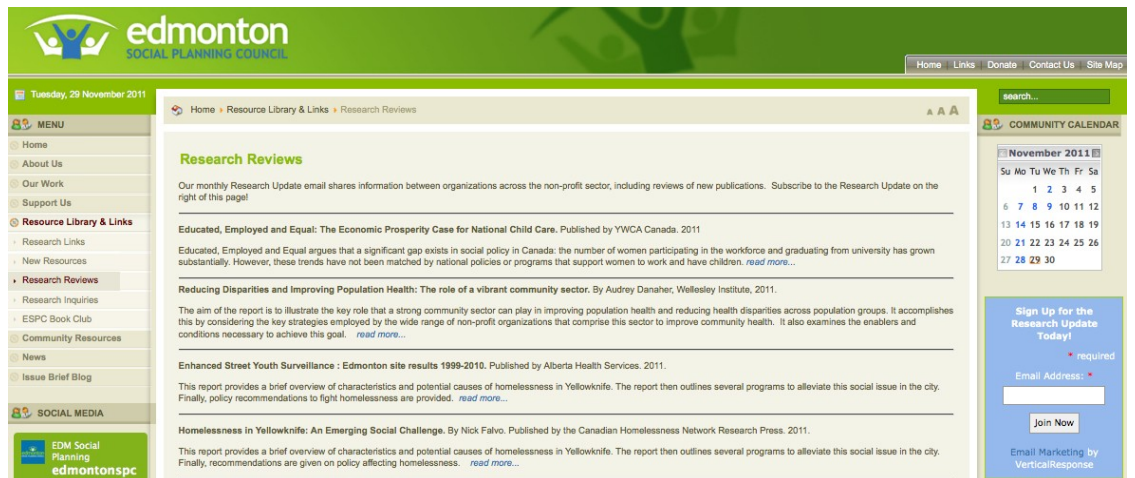 edmonton
SOCIAL PLANNING COUNCIL
Home Links Donate Contact Us Site Map
Tuesday, 29 November 2011
search...
MENU
Home
About Us
Our Work
Support Us
Resource Library & Links
Research Links
New Resources
Research Reviews
Research Inquiries
ESPC Book Club
Community Resources
News
Issue Brief Blog
SOCIAL MEDIA
EDM Social
Planning
edmontonspc
Home Resource Library & Links Research Reviews
A A A
Research Reviews
Our monthly Research Update email shares information between organizations across the non-profit sector, including reviews of new publications. Subscribe to the Research Update on the
right of this page!
Educated, Employed and Equal: The Economic Prosperity Case for National Child Care. Published by YWCA Canada. 2011
Educated, Employed and Equal argues that a significant gap exists in social policy in Canada: the number of women participating in the workforce and graduating from university has grown
substantially. However, these trends have not been matched by national policies or programs that support women to work and have children. read more...
Reducing Disparities and Improving Population Health: The role of a vibrant community sector. By Audrey Danaher, Wellesley Institute, 2011.
The aim of the report is to illustrate the key role that a strong community sector can play in improving population health and reducing health disparities across population groups. It accomplishes
this by considering the key strategies employed by the wide range of non-profit organizations that comprise this sector to improve community health. It also examines the enablers and
conditions necessary to achieve this goal. read more...
Enhanced Street Youth Surveillance : Edmonton site results 1999-2010. Published by Alberta Health Services. 2011.
This report provides a brief overview of characteristics and potential causes of homelessness in Yellowknife. The report then outlines several programs to alleviate this social issue in the city.
Finally, policy recommendations to fight homelessness are provided. read more...
Homelessness in Yellowknife: An Emerging Social Challenge. By Nick Falvo. Published by the Canadian Homelessness Network Research Press. 2011.
This report provides a brief overview of characteristics and potential causes of homelessness in Yellowknife. The report then outlines several programs to alleviate this social issue in the city.
Finally, recommendations are given on policy affecting homelessness. read more...
COMMUNITY CALENDAR
November 2011
Su Mo Tu We Th Fr Sa
1 2 3 4 5
6 7 8 9 10 11 12
13 14 15 16 17 18 19
20 21 22 23 24 25 26
27 28 29 30
Sign Up for the
Research Update
Today!
* required
Email Address: *
Join Now
Email Marketing by
VerticalResponse